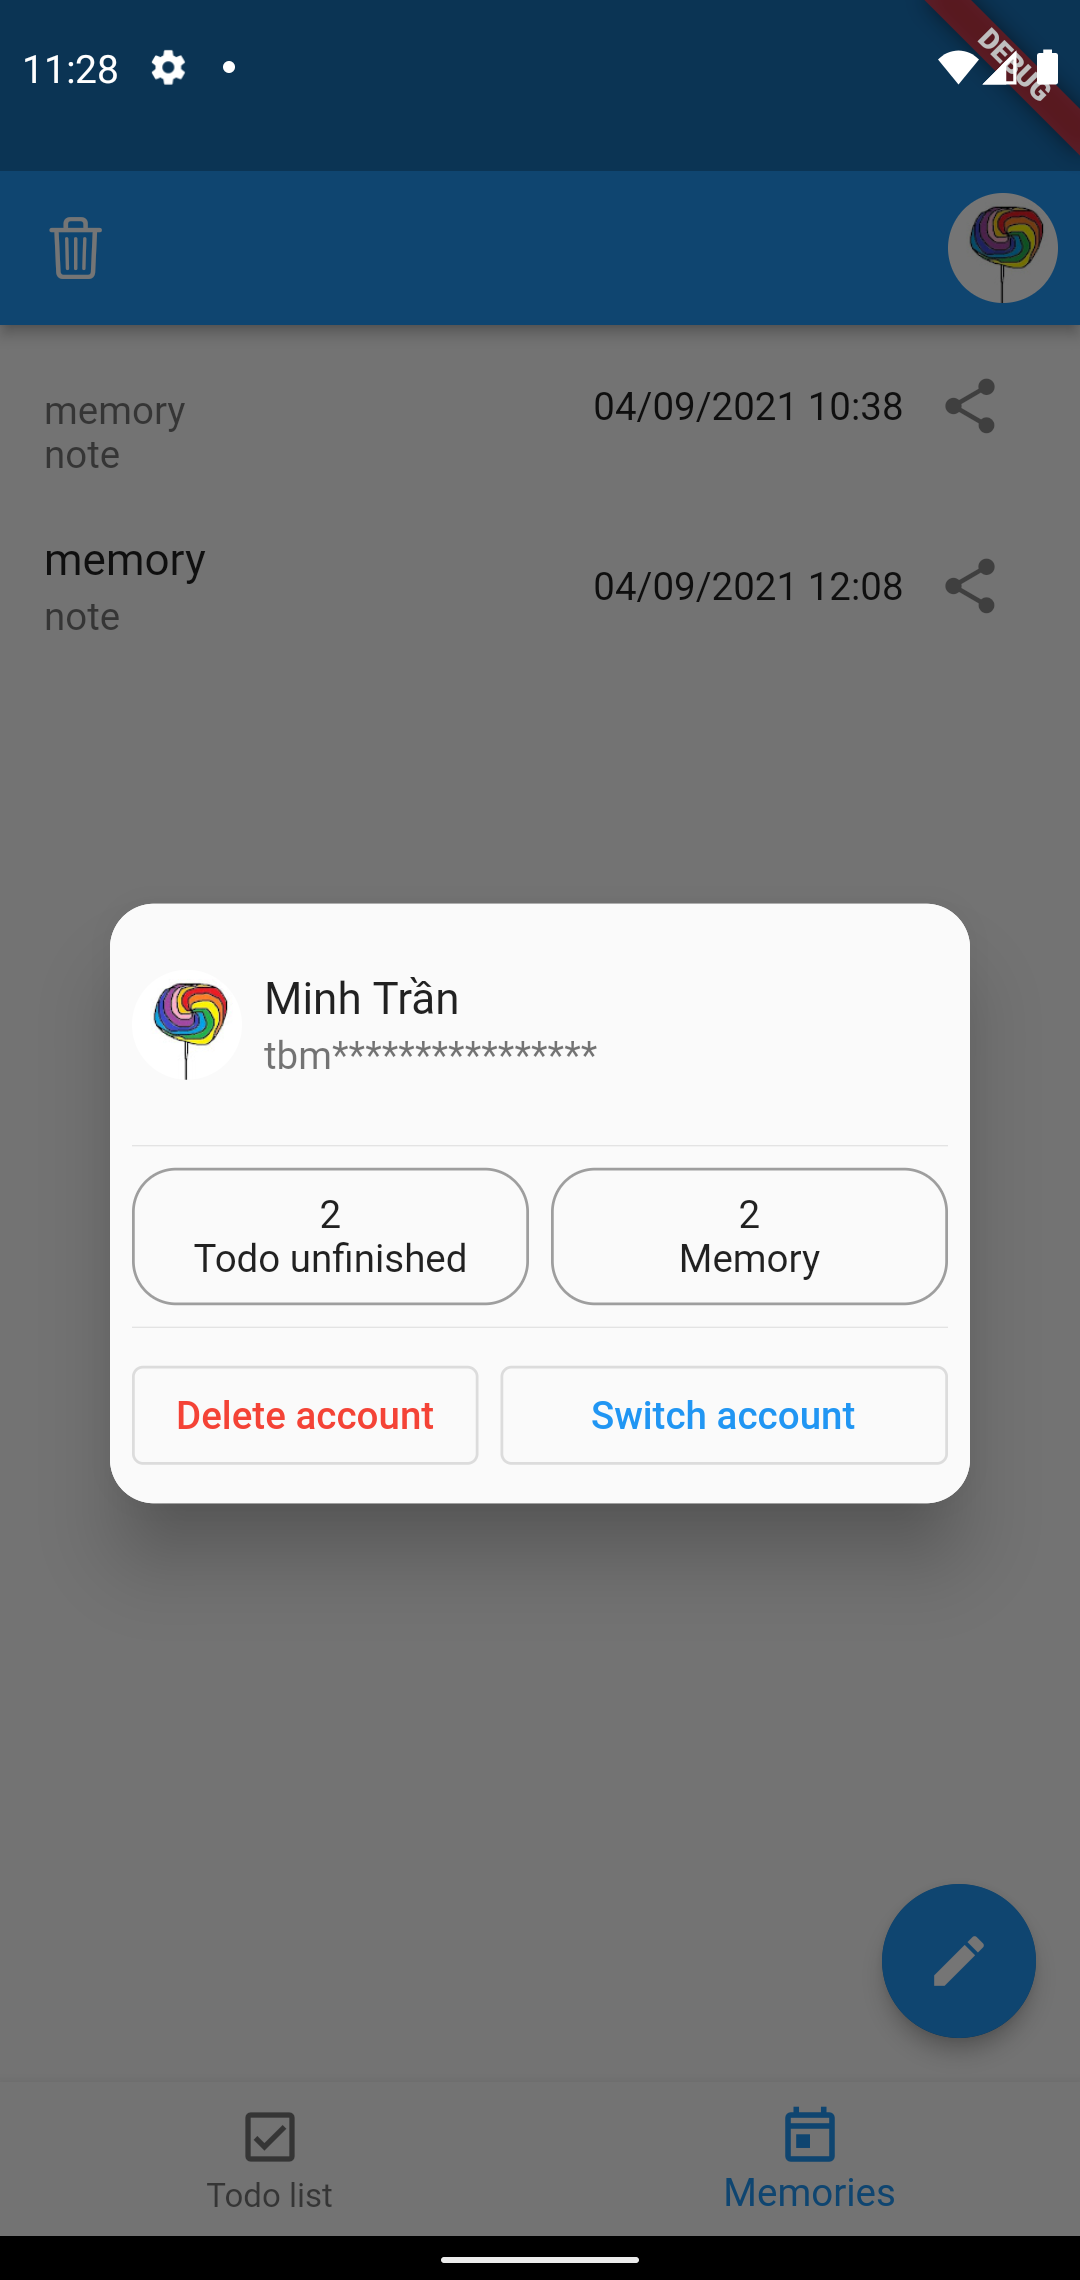 11:28
DEBUG
memory
note
04/09/2021 10:38
memory
note
04/09/2021 12:08
Minh Trần
tbm****************
2
Todo unfinished
2
Memory
Delete account
Switch account
Todo list
Memories